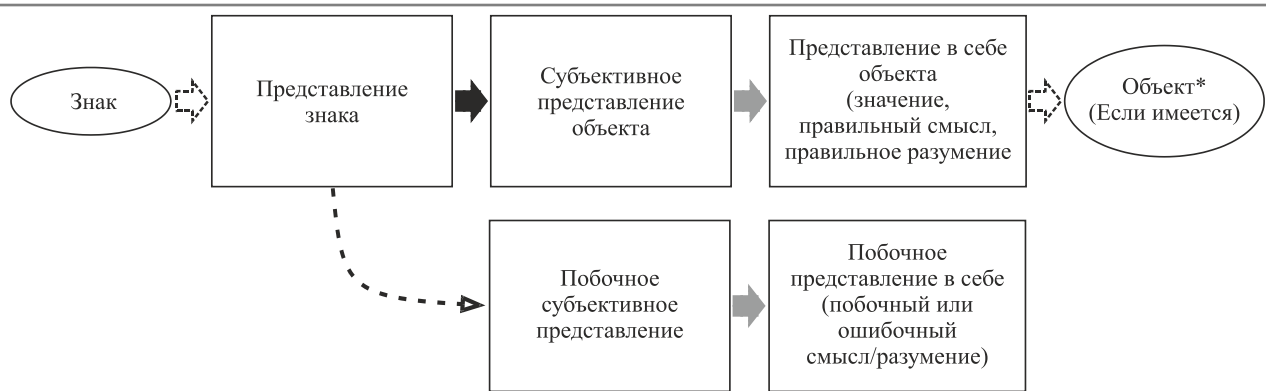 Знак
Представление
знака
Субъективное
представление
объекта
Представление в себе
объекта
(значение,
правильный смысл,
правильное разумение
Объект*
(Если имеется)
Побочное
субъективное
представление
Побочное
представление в себе
(побочный или
ошибочный
смысл/разумение)